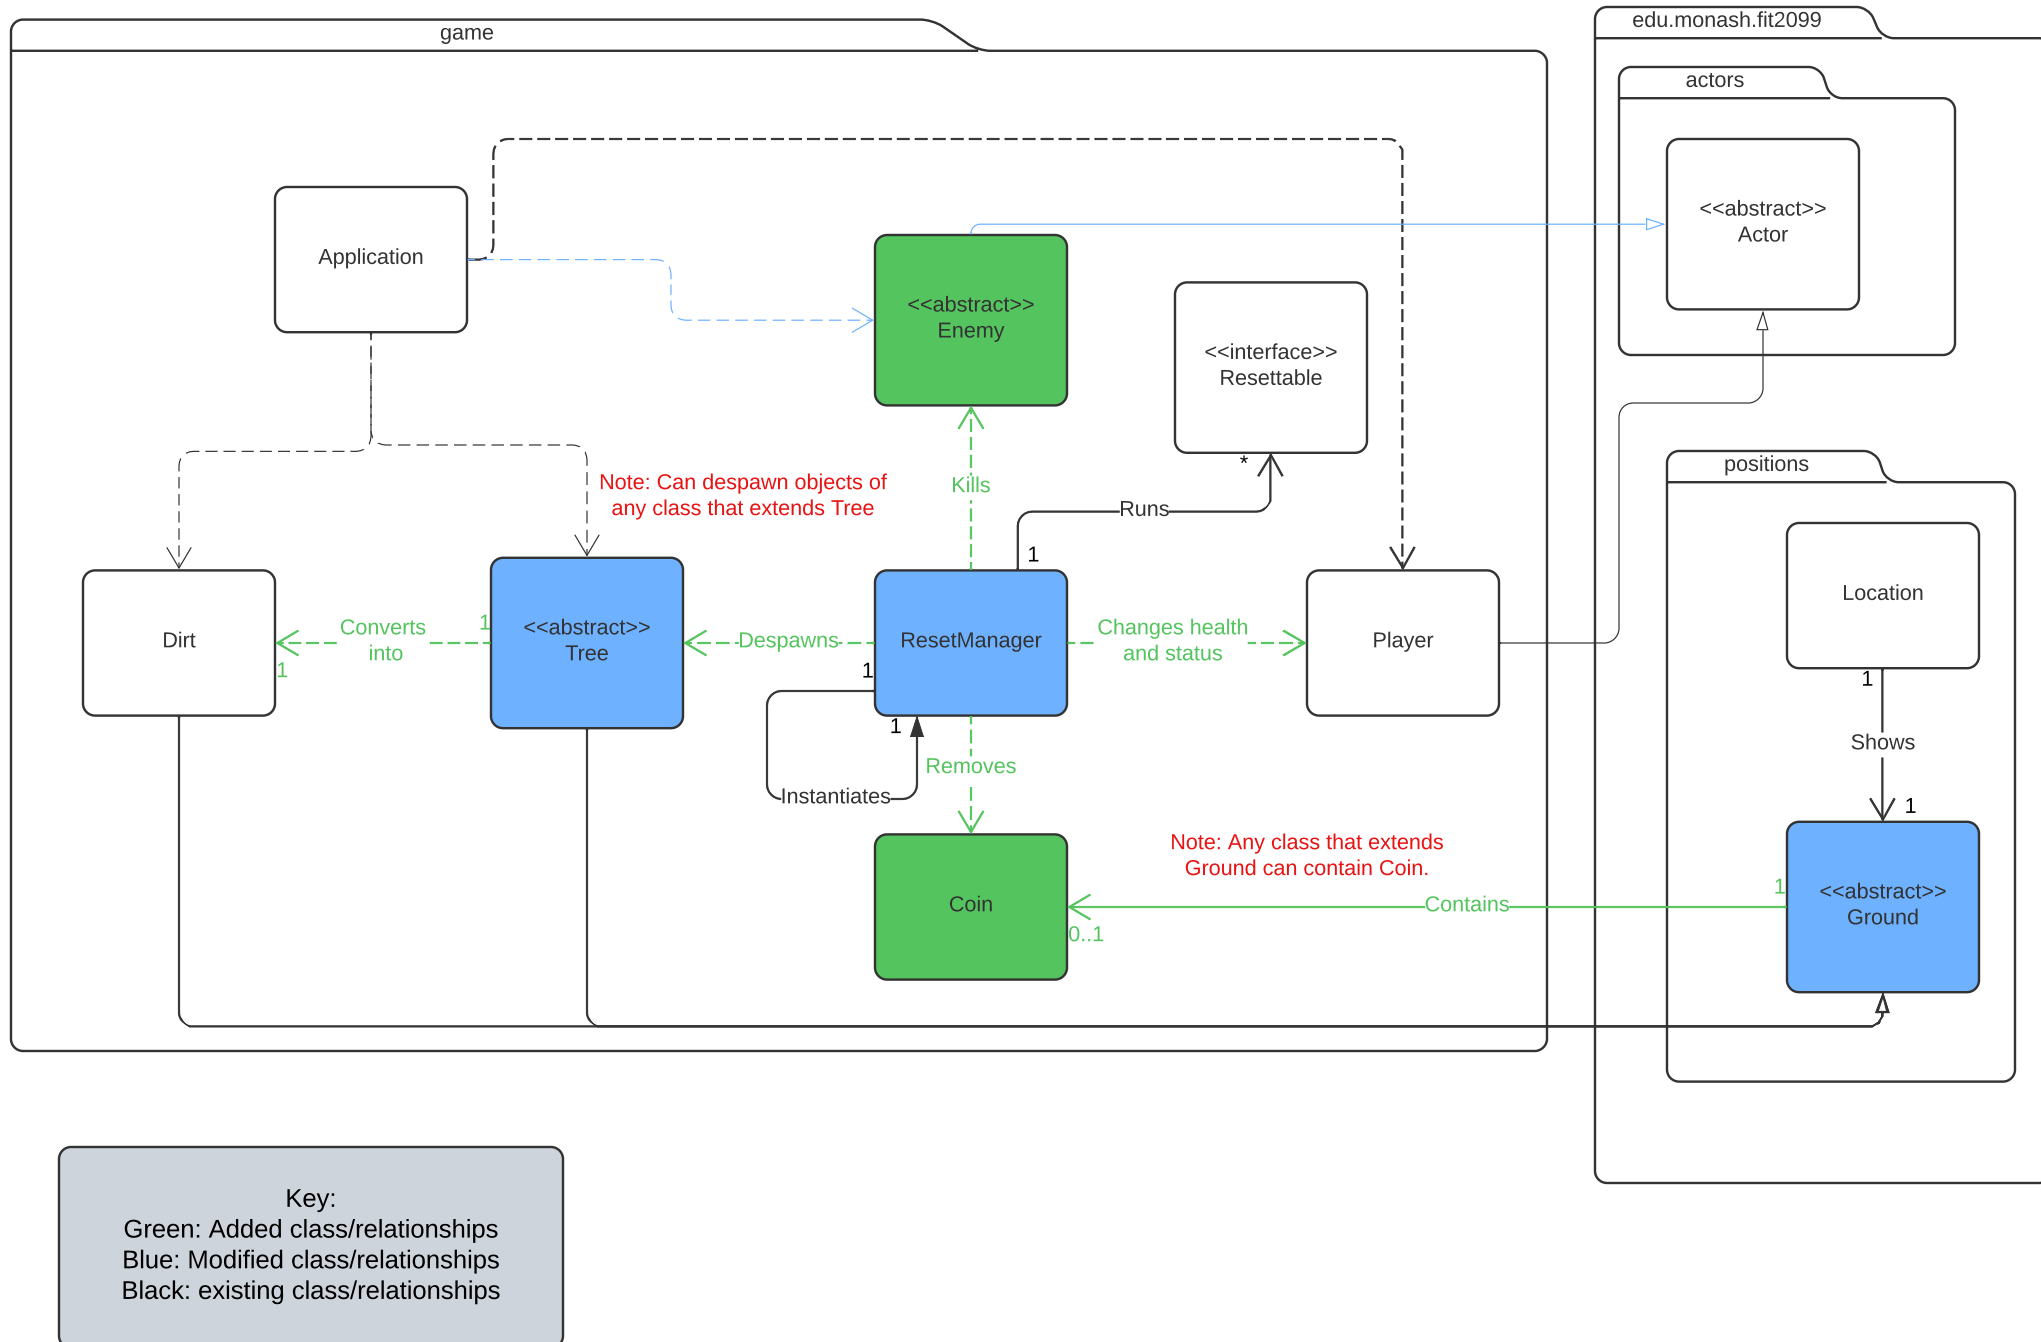 game
edu.monash.fit2099
actors
<<abstract>>
Actor
Application
<<abstract>>
Enemy
<<interface>>
Resettable
*
positions
Note: Can despawn objects of
any class that extends Tree
Kills
Runs
1
Location
Dirt
Converts
into
1
1
<<abstract>>
Tree
Despawns
ResetManager
Changes health
and status
Player
1
1
Instantiates
Removes
1
Shows
1
Note: Any class that extends
Ground can contain Coin.
Coin
0..1
Contains
1
<<abstract>>
Ground
Key:
Green: Added class/relationships
Blue: Modified class/relationships
Black: existing class/relationships